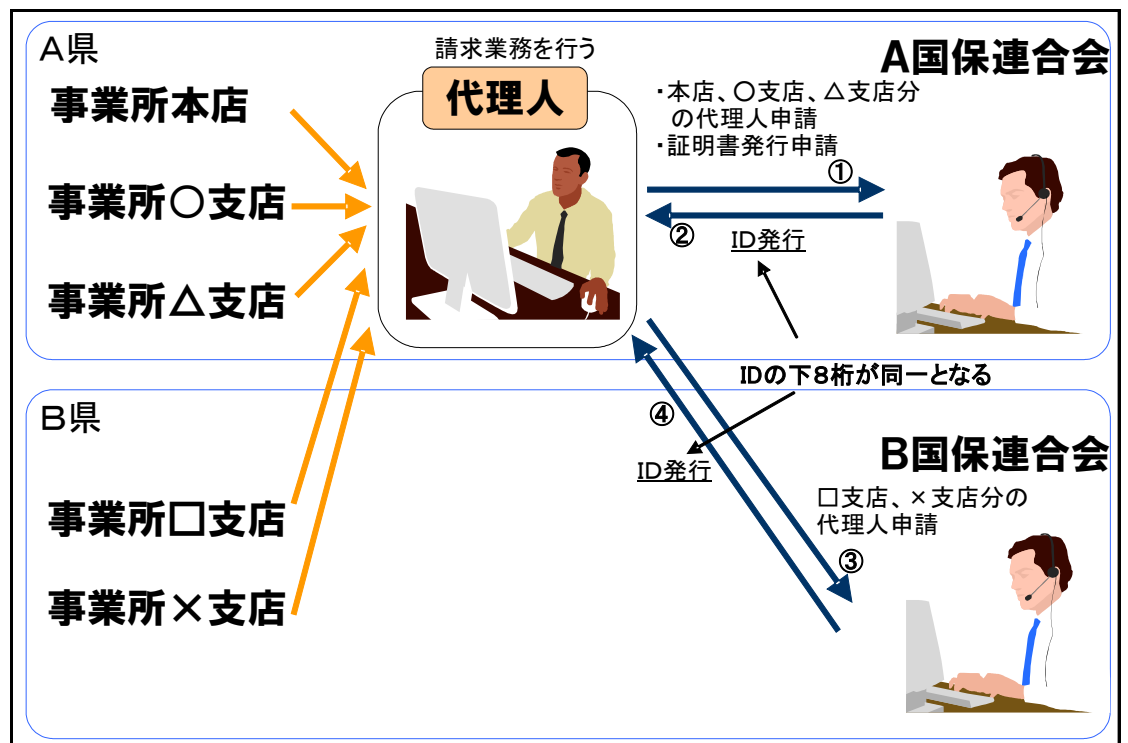 A県
請求業務を行う
代理人
A国保連合会
事業所本店
事業所○支店
事業所△支店
・本店、○支店、△支店分
の代理人申請
・証明書発行申請
①
②
ID発行
IDの下8桁が同一となる
B県
④
ID発行
B国保連合会
事業所□支店
事業所×支店
□支店、×支店分の
代理人申請
③